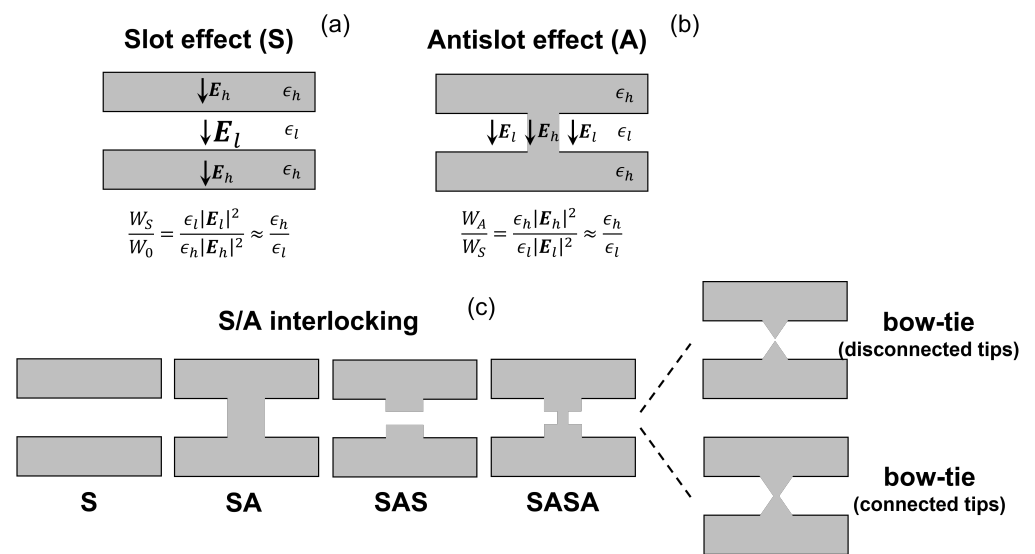 (a)
Slot effect (S)
E_h ϵ_h
E_l ϵ_l
E_h ϵ_h
W_S/W_0 = ϵ_l|E_l|^2/ϵ_h|E_h|^2 ≈ ϵ_h/ϵ_l
(b)
Antislot effect (A)
ϵ_h
E_l E_h E_l ϵ_l
ϵ_h
W_A/W_S = ϵ_h|E_h|^2/ϵ_l|E_l|^2 ≈ ϵ_h/ϵ_l
(c)
S/A interlocking
S SA SAS SASA
bow-tie
(disconnected tips)
bow-tie
(connected tips)